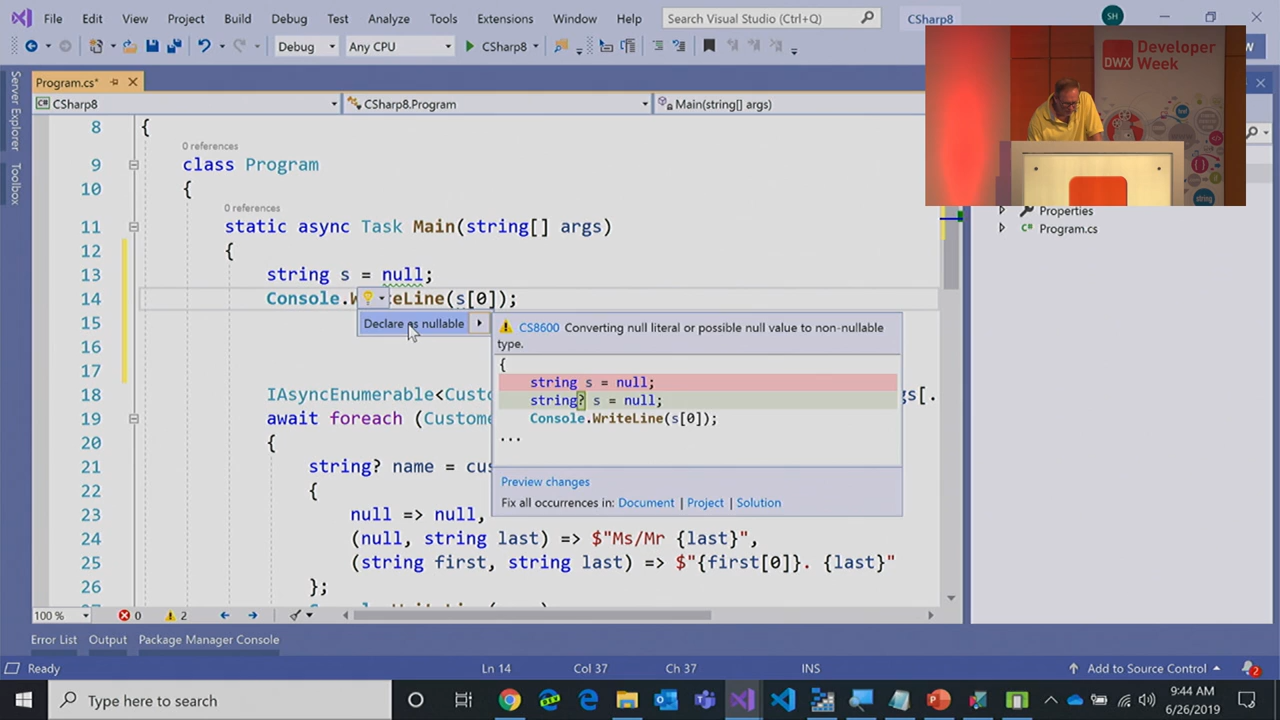 File Edit View Project Build Debug Test Analyze Tools Extensions Window Help Search Visual Studio (Ctrl+Q) CSharp8 SH
Debug Any CPU CSharp8
DWX Developer Week
Program.cs*
CSharp8 CSharp8.Program Main(string[] args)
Server Explorer
Toolbox
8 {
0 references
9 class Program
10 {
0 references
11 static async Task Main(string[] args)
12 {
13 string s = null;
14 Console.W teLine(s[0]);
15
16
17
18 IAsyncEnumerable<Custo gs[.
19 await foreach (Custome
20 {
21 string? name = cus
22 {
23 null => null,
24 (null, string last) => $"Ms/Mr {last}",
25 (string first, string last) => $"{first[0]}. {last}"
26 };
Declare as nullable
CS8600 Converting null literal or possible null value to non-nullable
type.
{
string s = null;
string? s = null;
Console.WriteLine(s[0]);
...
Preview changes
Fix all occurrences in: Document | Project | Solution
Properties
Program.cs
100 % 0 2
Error List Output Package Manager Console
Ready Ln 14 Col 37 Ch 37 INS Add to Source Control 2
Type here to search
9:44 AM
6/26/2019